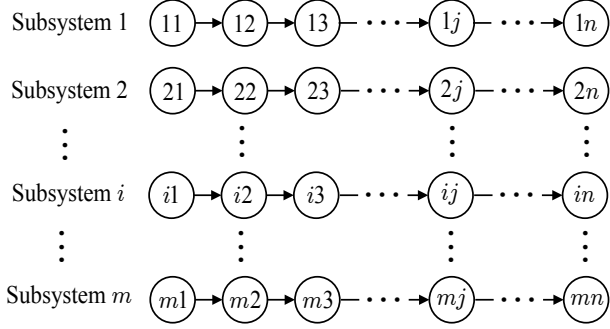 Subsystem 1 11 12 13 ··· 1j ··· 1n
Subsystem 2 21 22 23 ··· 2j ··· 2n
Subsystem i i1 i2 i3 ··· ij ··· in
Subsystem m m1 m2 m3 ··· mj ··· mn